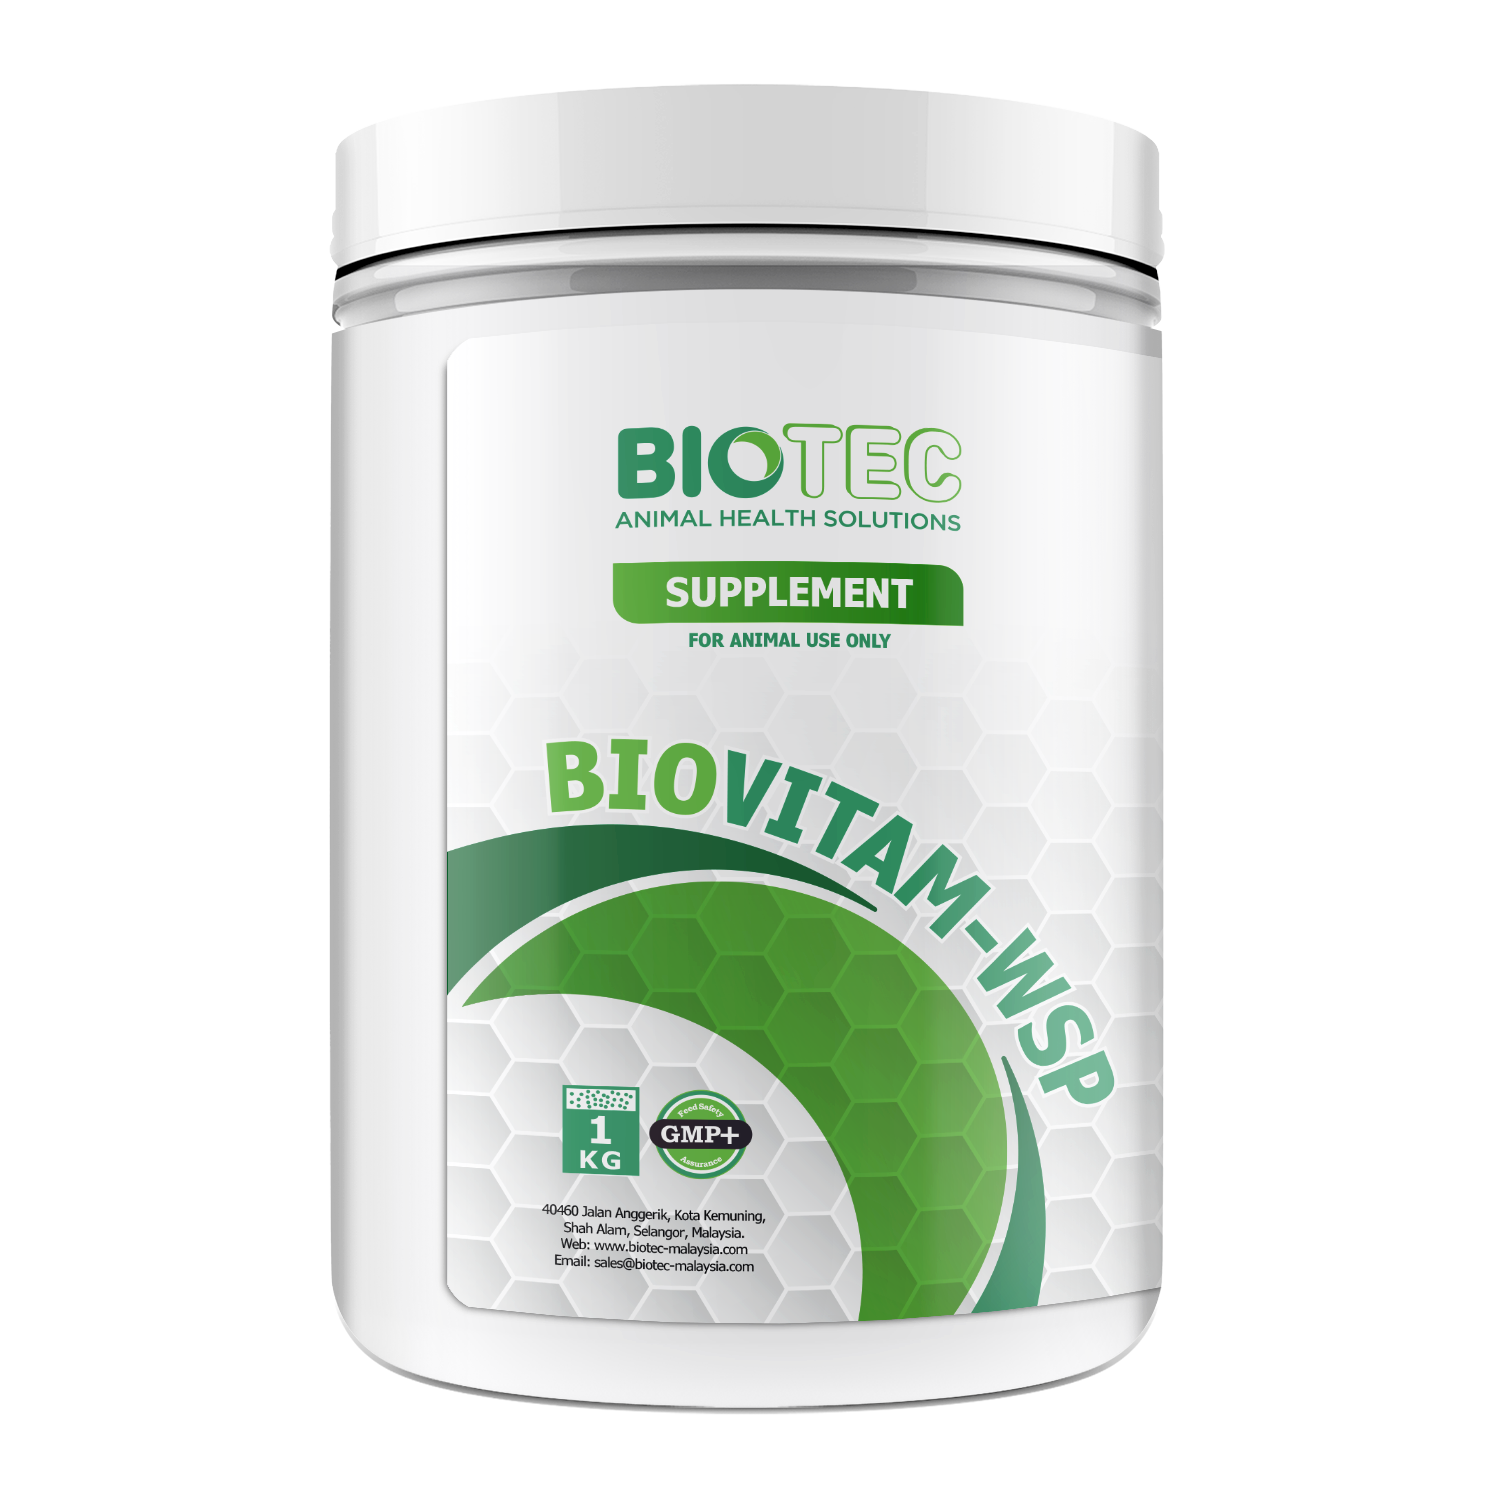 BIOTEC
ANIMAL HEALTH SOLUTIONS
SUPPLEMENT
FOR ANIMAL USE ONLY
BIOVITAM-WSP
1
KG
Feed Safety
GMP+
Assurance
40460 Jalan Anggerik, Kota Kemuning,
Shah Alam, Selangor, Malaysia.
Web: www.biotec-malaysia.com
Email: sales@biotec-malaysia.com